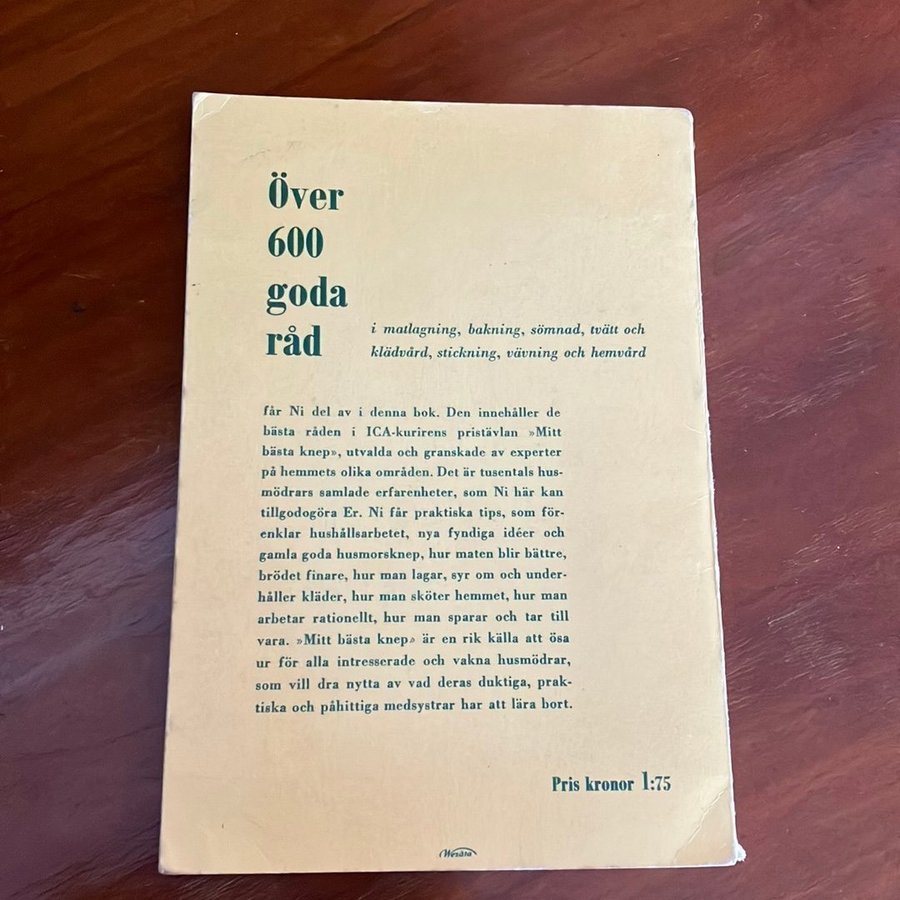 Över
600
goda
råd
i matlagning, bakning, sömnad, tvätt och
klädvård, stickning, vävning och hemvård
får Ni del av i denna bok. Den innehåller de
bästa råden i ICA-kurirens pristävlan »Mitt
bästa knep», utvalda och granskade av experter
på hemmets olika områden. Det är tusentals hus-
mödrars samlade erfarenheter, som Ni här kan
tillgodogöra Er. Ni får praktiska tips, som för-
enklar hushållsarbetet, nya fyndiga idéer och
gamla goda husmorsknep, hur maten blir bättre,
brödet finare, hur man lagar, syr om och under-
håller kläder, hur man sköter hemmet, hur man
arbetar rationellt, hur man sparar och tar till
vara. »Mitt bästa knep» är en rik källa att ösa
ur för alla intresserade och vakna husmödrar,
som vill dra nytta av vad deras duktiga, prak-
tiska och påhittiga medsystrar har att lära bort.
Pris kronor 1:75
Wezäta